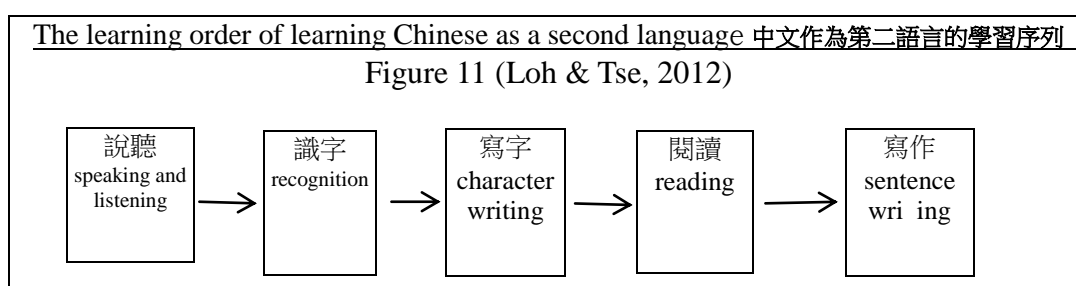 The learning order of learning Chinese as a second language 中文作為第二語言的學習序列
Figure 11 (Loh & Tse, 2012)
說聽
speaking and
listening
識字
recognition
寫字
character
writing
閱讀
reading
寫作
sentence
wri ing